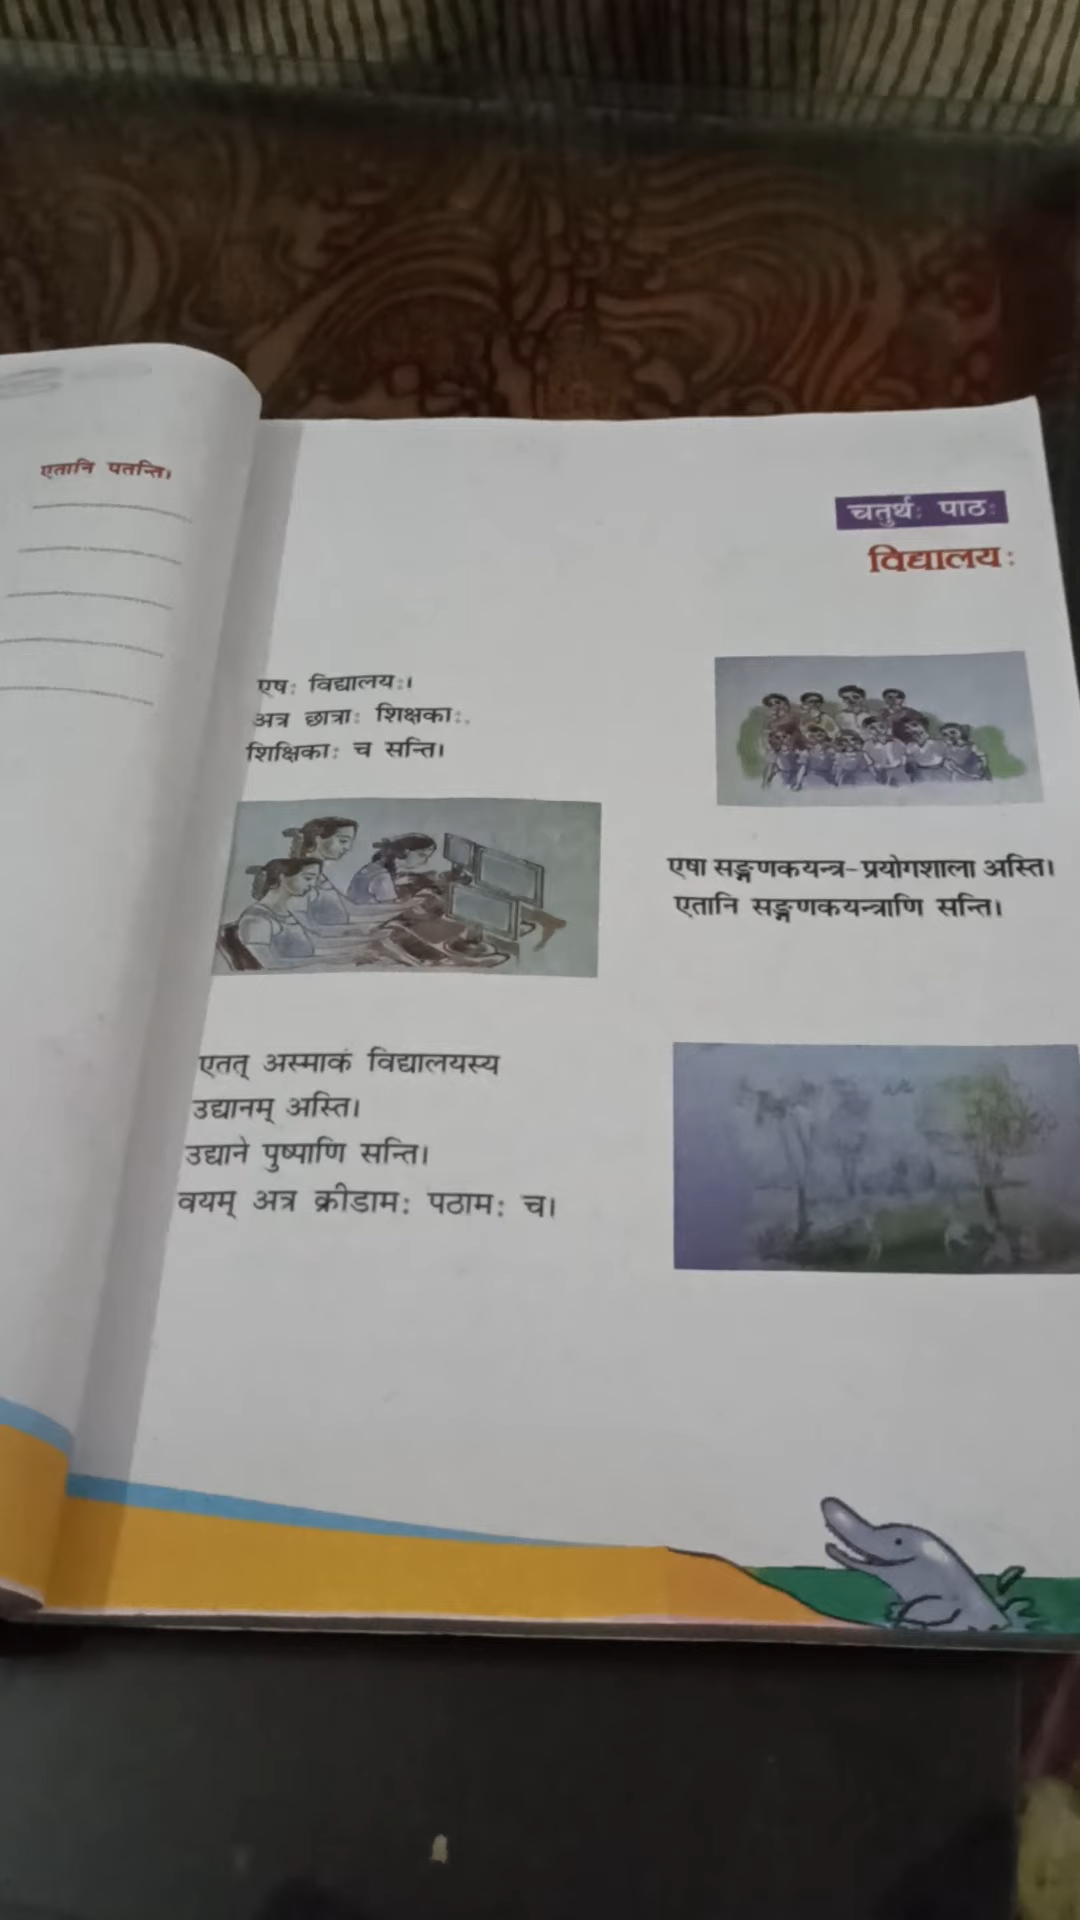 एतानि पतन्ति।
चतुर्थः पाठः
विद्यालयः
एषः विद्यालयः।
अत्र छात्राः शिक्षकाः,
शिक्षिकाः च सन्ति।
एषा सङ्गणकयन्त्र-प्रयोगशाला अस्ति।
एतानि सङ्गणकयन्त्राणि सन्ति।
एतत् अस्माकं विद्यालयस्य
उद्यानम् अस्ति।
उद्याने पुष्पाणि सन्ति।
वयम् अत्र क्रीडामः पठामः च।